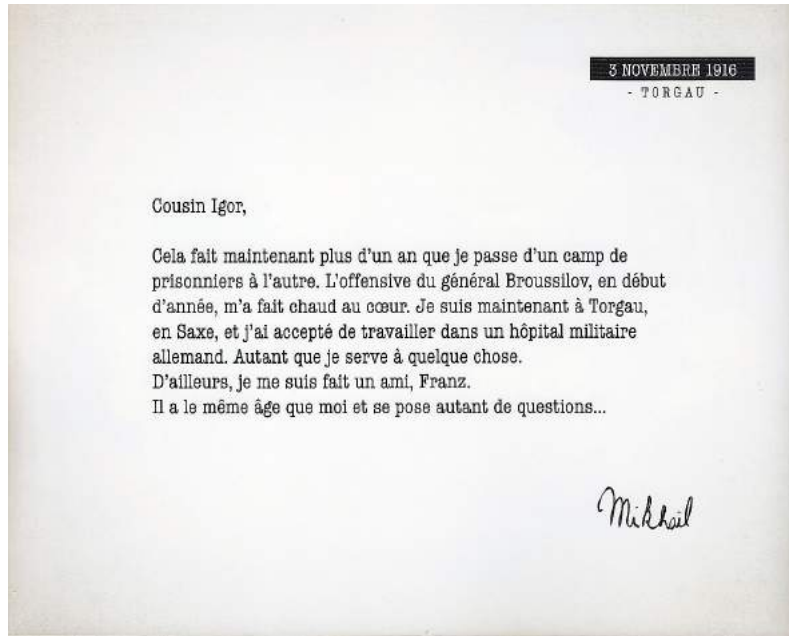 3 NOVEMBRE 1916
- TORGAU -
Cousin Igor,
Cela fait maintenant plus d'un an que je passe d'un camp de
prisonniers à l'autre. L'offensive du général Broussilov, en début
d'année, m'a fait chaud au cœur. Je suis maintenant à Torgau,
en Saxe, et j'ai accepté de travailler dans un hôpital militaire
allemand. Autant que je serve à quelque chose.
D'ailleurs, je me suis fait un ami, Franz.
Il a le même âge que moi et se pose autant de questions...
Mikhaïl